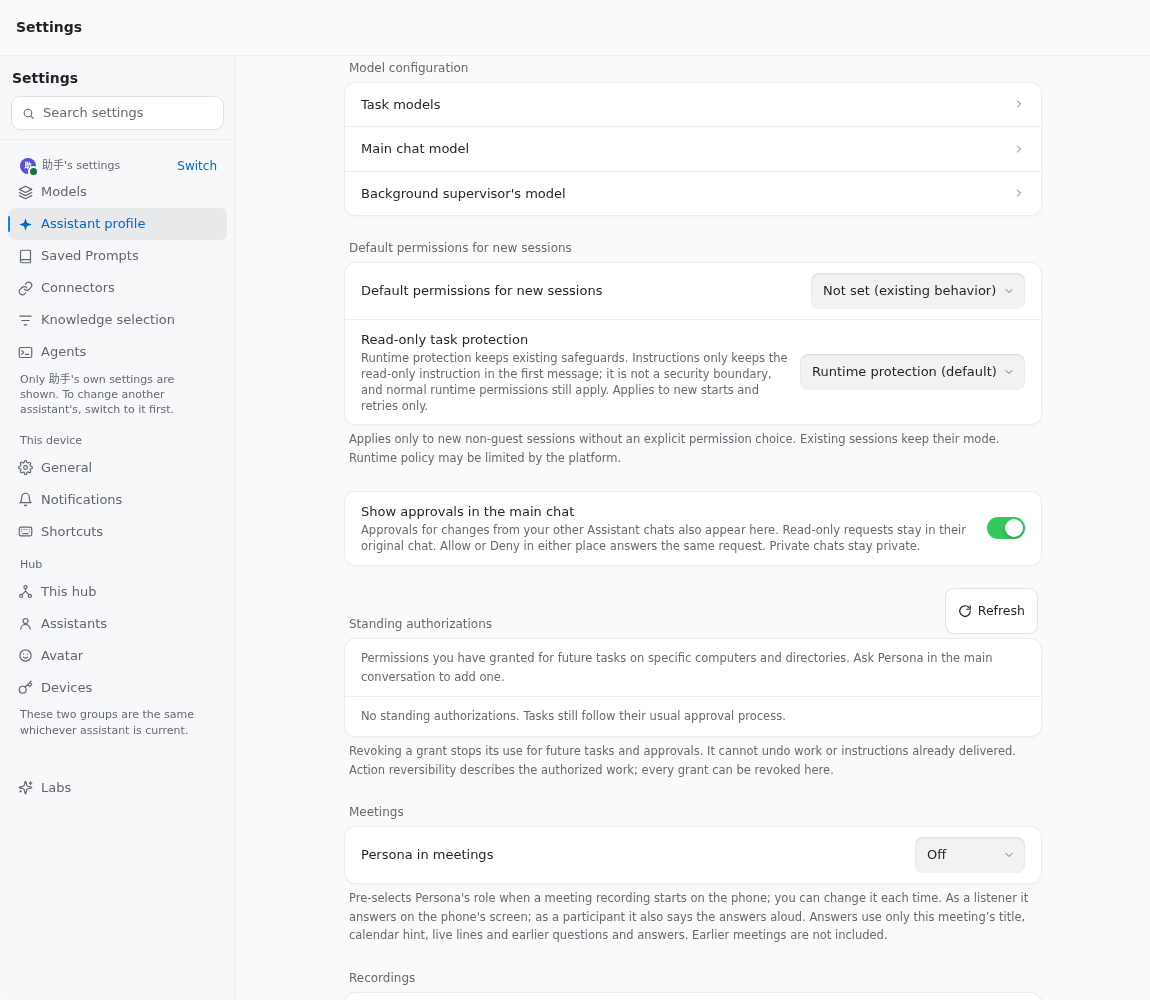 Settings
Settings
Search settings
助
助手's settings
Switch
Models
Assistant profile
Saved Prompts
Connectors
Knowledge selection
Agents
Only 助手's own settings are
shown. To change another
assistant's, switch to it first.
This device
General
Notifications
Shortcuts
Hub
This hub
Assistants
Avatar
Devices
These two groups are the same
whichever assistant is current.
Labs
Model configuration
Task models
Main chat model
Background supervisor's model
Default permissions for new sessions
Default permissions for new sessions
Not set (existing behavior)
Read-only task protection
Runtime protection keeps existing safeguards. Instructions only keeps the
read-only instruction in the first message; it is not a security boundary,
and normal runtime permissions still apply. Applies to new starts and
retries only.
Runtime protection (default)
Applies only to new non-guest sessions without an explicit permission choice. Existing sessions keep their mode.
Runtime policy may be limited by the platform.
Show approvals in the main chat
Approvals for changes from your other Assistant chats also appear here. Read-only requests stay in their
original chat. Allow or Deny in either place answers the same request. Private chats stay private.
Standing authorizations
Refresh
Permissions you have granted for future tasks on specific computers and directories. Ask Persona in the main
conversation to add one.
No standing authorizations. Tasks still follow their usual approval process.
Revoking a grant stops its use for future tasks and approvals. It cannot undo work or instructions already delivered.
Action reversibility describes the authorized work; every grant can be revoked here.
Meetings
Persona in meetings
Off
Pre-selects Persona's role when a meeting recording starts on the phone; you can change it each time. As a listener it
answers on the phone's screen; as a participant it also says the answers aloud. Answers use only this meeting’s title,
calendar hint, live lines and earlier questions and answers. Earlier meetings are not included.
Recordings